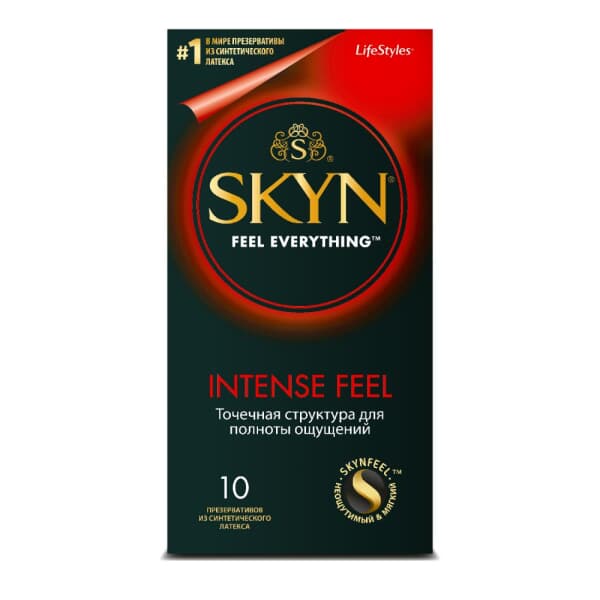 #1 В МИРЕ ПРЕЗЕРВАТИВЫ
ИЗ СИНТЕТИЧЕСКОГО
ЛАТЕКСА
LifeStyles®
S
®
SKYN®
FEEL EVERYTHING™
INTENSE FEEL
Точечная структура для
полноты ощущений
10
ПРЕЗЕРВАТИВОВ
ИЗ СИНТЕТИЧЕСКОГО
ЛАТЕКСА
SKYNFEEL™
НЕОЩУТИМЫЙ & МЯГКИЙ